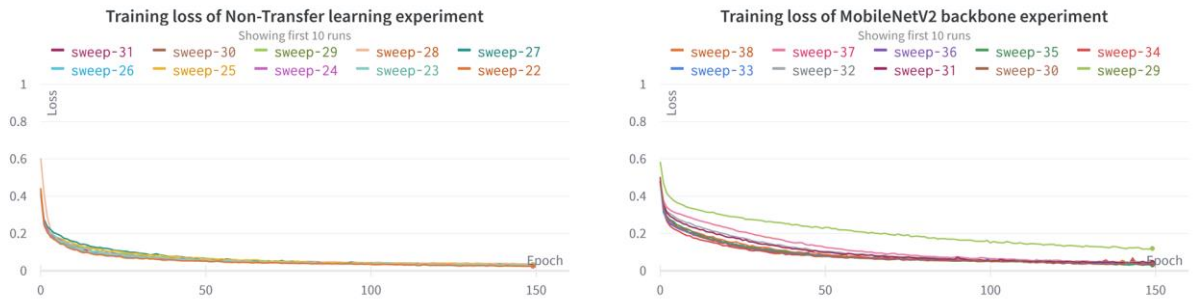 Training loss of Non-Transfer learning experiment
Showing first 10 runs
sweep-31 sweep-30 sweep-29 sweep-28 sweep-27
sweep-26 sweep-25 sweep-24 sweep-23 sweep-22
1
Loss
0.8
0.6
0.4
0.2
0
Epoch
0 50 100 150
Training loss of MobileNetV2 backbone experiment
Showing first 10 runs
sweep-38 sweep-37 sweep-36 sweep-35 sweep-34
sweep-33 sweep-32 sweep-31 sweep-30 sweep-29
1
Loss
0.8
0.6
0.4
0.2
0
Epoch
0 50 100 150